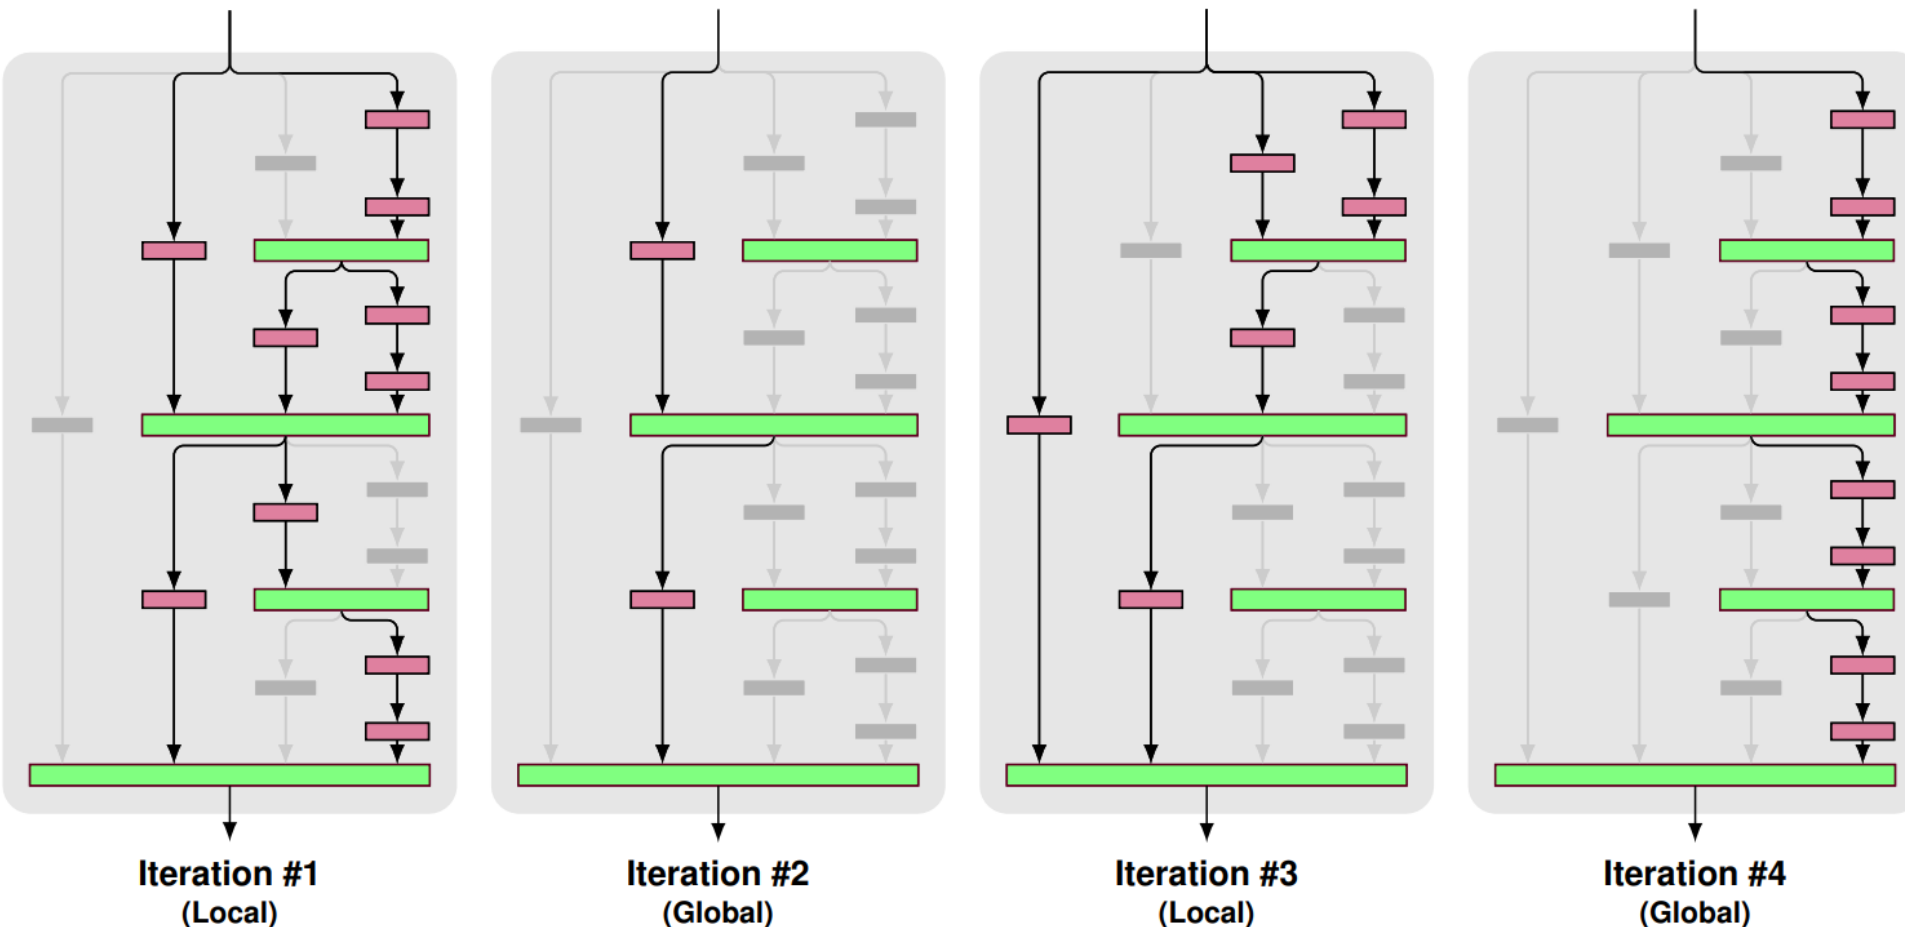 Iteration #1
(Local)
Iteration #2
(Global)
Iteration #3
(Local)
Iteration #4
(Global)